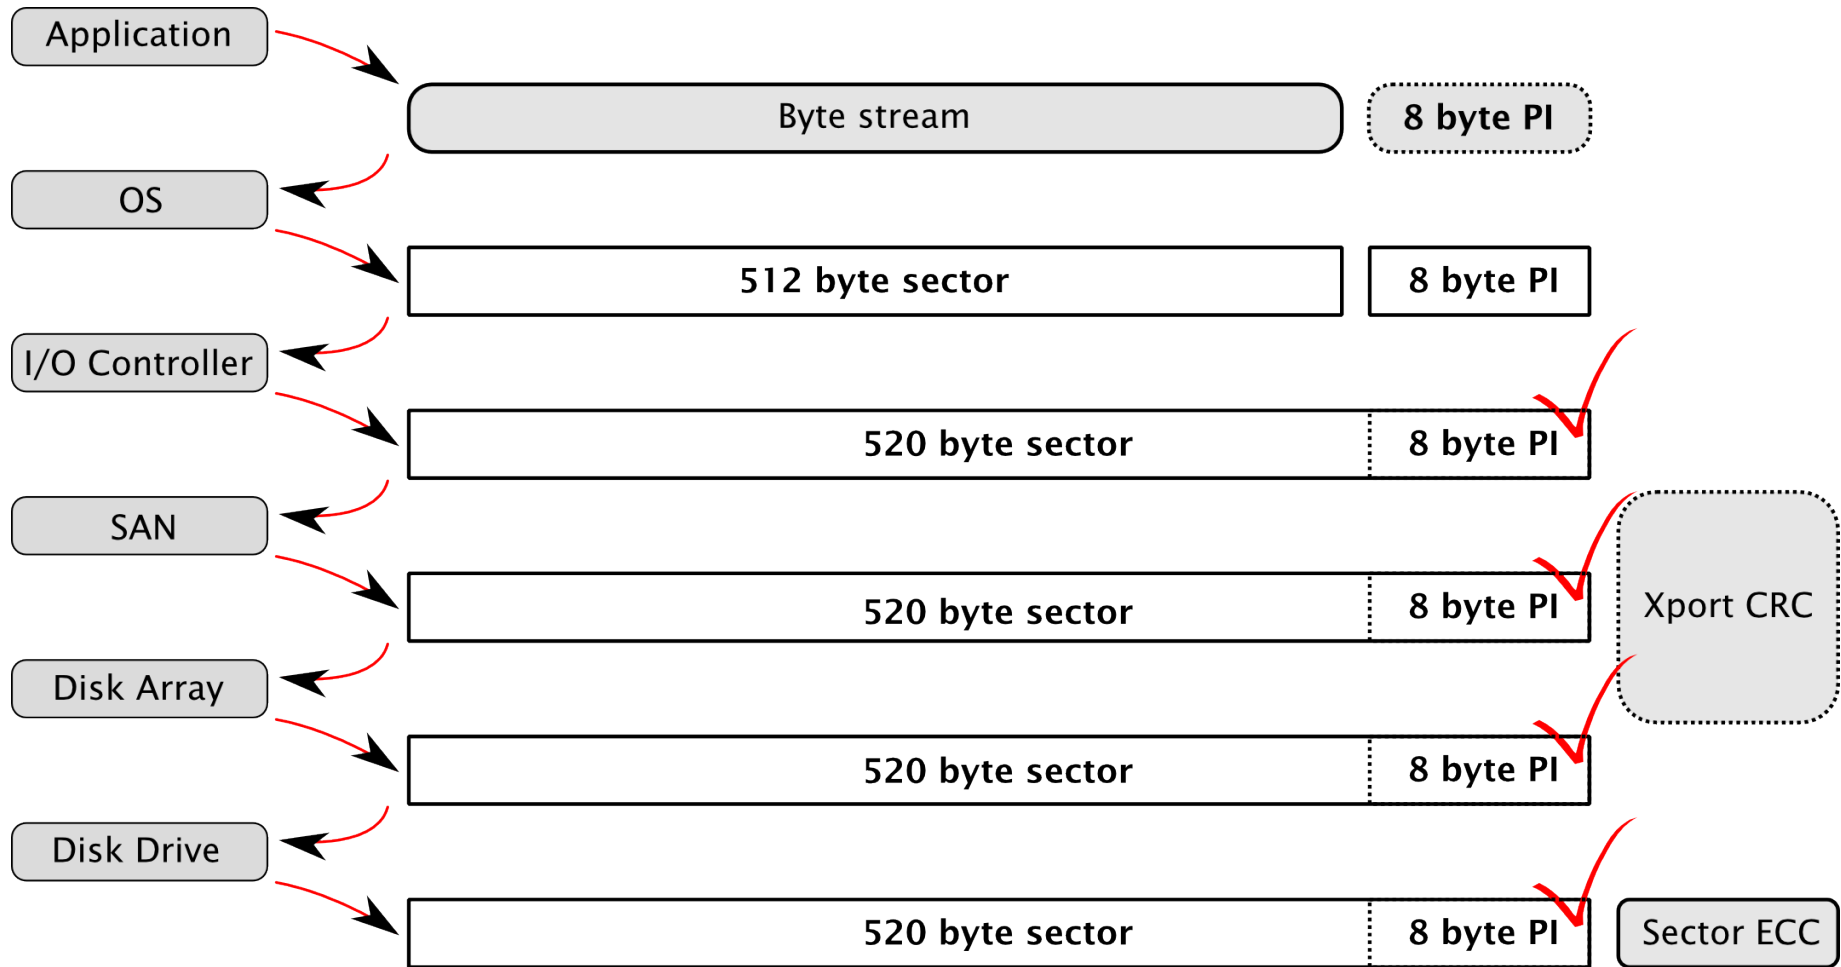 Application
Byte stream
8 byte PI
OS
512 byte sector
8 byte PI
I/O Controller
520 byte sector
8 byte PI
SAN
520 byte sector
8 byte PI
Xport CRC
Disk Array
520 byte sector
8 byte PI
Disk Drive
520 byte sector
8 byte PI
Sector ECC